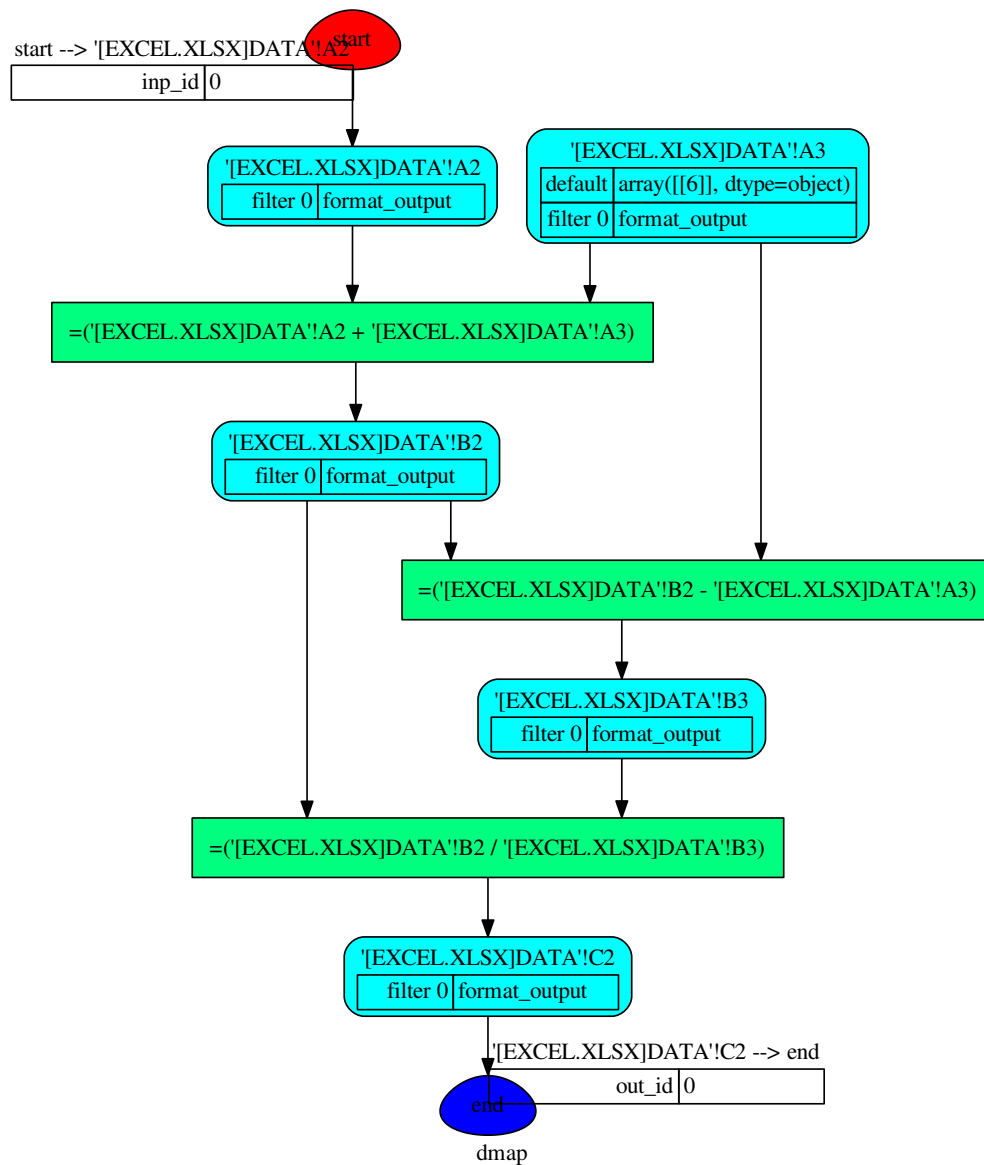 start
start --> '[EXCEL.XLSX]DATA'!A2
inp_id 0
'[EXCEL.XLSX]DATA'!A2
filter 0 format_output
'[EXCEL.XLSX]DATA'!A3
default array([[6]], dtype=object)
filter 0 format_output
=('[EXCEL.XLSX]DATA'!A2 + '[EXCEL.XLSX]DATA'!A3)
'[EXCEL.XLSX]DATA'!B2
filter 0 format_output
=('[EXCEL.XLSX]DATA'!B2 - '[EXCEL.XLSX]DATA'!A3)
'[EXCEL.XLSX]DATA'!B3
filter 0 format_output
=('[EXCEL.XLSX]DATA'!B2 / '[EXCEL.XLSX]DATA'!B3)
'[EXCEL.XLSX]DATA'!C2
filter 0 format_output
'[EXCEL.XLSX]DATA'!C2 --> end
out_id 0
end
dmap